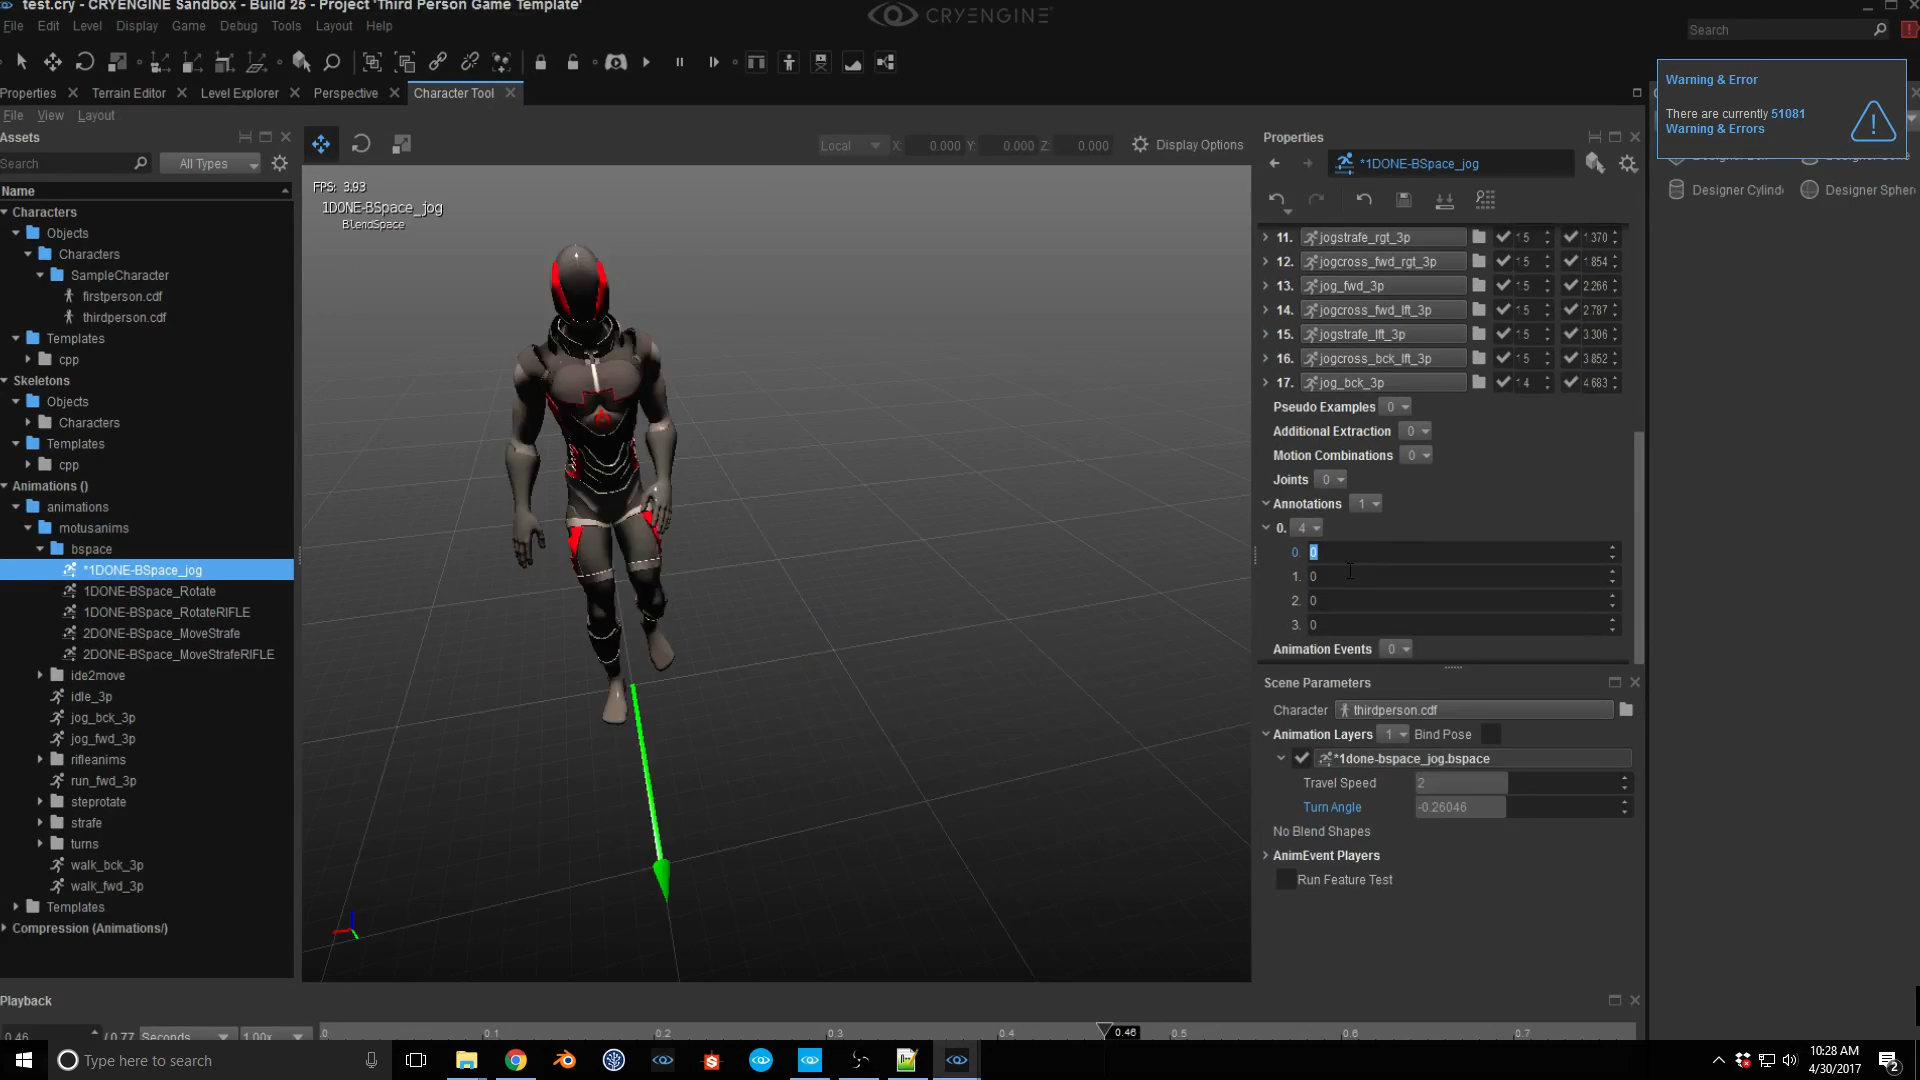 test.cry - CRYENGINE Sandbox - Build 25 - Project 'Third Person Game Template'
CRYENGINE
File Edit Level Display Game Debug Tools Layout Help
Search
Properties Terrain Editor Level Explorer Perspective Character Tool
File View Layout
Assets
Search All Types
Name
Characters
Objects
Characters
SampleCharacter
firstperson.cdf
thirdperson.cdf
Templates
cpp
Skeletons
Objects
Characters
Templates
cpp
Animations ()
animations
motusanims
bspace
*1DONE-BSpace_jog
1DONE-BSpace_Rotate
1DONE-BSpace_RotateRIFLE
2DONE-BSpace_MoveStrafe
2DONE-BSpace_MoveStrafeRIFLE
ide2move
idle_3p
jog_bck_3p
jog_fwd_3p
rifleanims
run_fwd_3p
steprotate
strafe
turns
walk_bck_3p
walk_fwd_3p
Templates
Compression (Animations/)
Local X: 0.000 Y: 0.000 Z: 0.000 Display Options
FPS: 3.93
1DONE-BSpace_jog
BlendSpace
Properties
*1DONE-BSpace_jog
11. jogstrafe_rgt_3p 1.5 1.370
12. jogcross_fwd_rgt_3p 1.5 1.854
13. jog_fwd_3p 1.5 2.266
14. jogcross_fwd_lft_3p 1.5 2.787
15. jogstrafe_lft_3p 1.5 3.306
16. jogcross_bck_lft_3p 1.5 3.852
17. jog_bck_3p 1.4 4.683
Pseudo Examples 0
Additional Extraction 0
Motion Combinations 0
Joints 0
Annotations 1
0. 4
0. 0
1. 0
2. 0
3. 0
Animation Events 0
Scene Parameters
Character thirdperson.cdf
Animation Layers 1 Bind Pose
*1done-bspace_jog.bspace
Travel Speed 2
Turn Angle -0.26046
No Blend Shapes
AnimEvent Players
Run Feature Test
Warning & Error
There are currently 51081
Warning & Errors
Designer Cylind Designer Spher
Playback
0.46 / 0.77 Seconds 1.00x 0 0.1 0.2 0.3 0.4 0.46 0.5 0.6 0.7
Type here to search
10:28 AM
4/30/2017
2